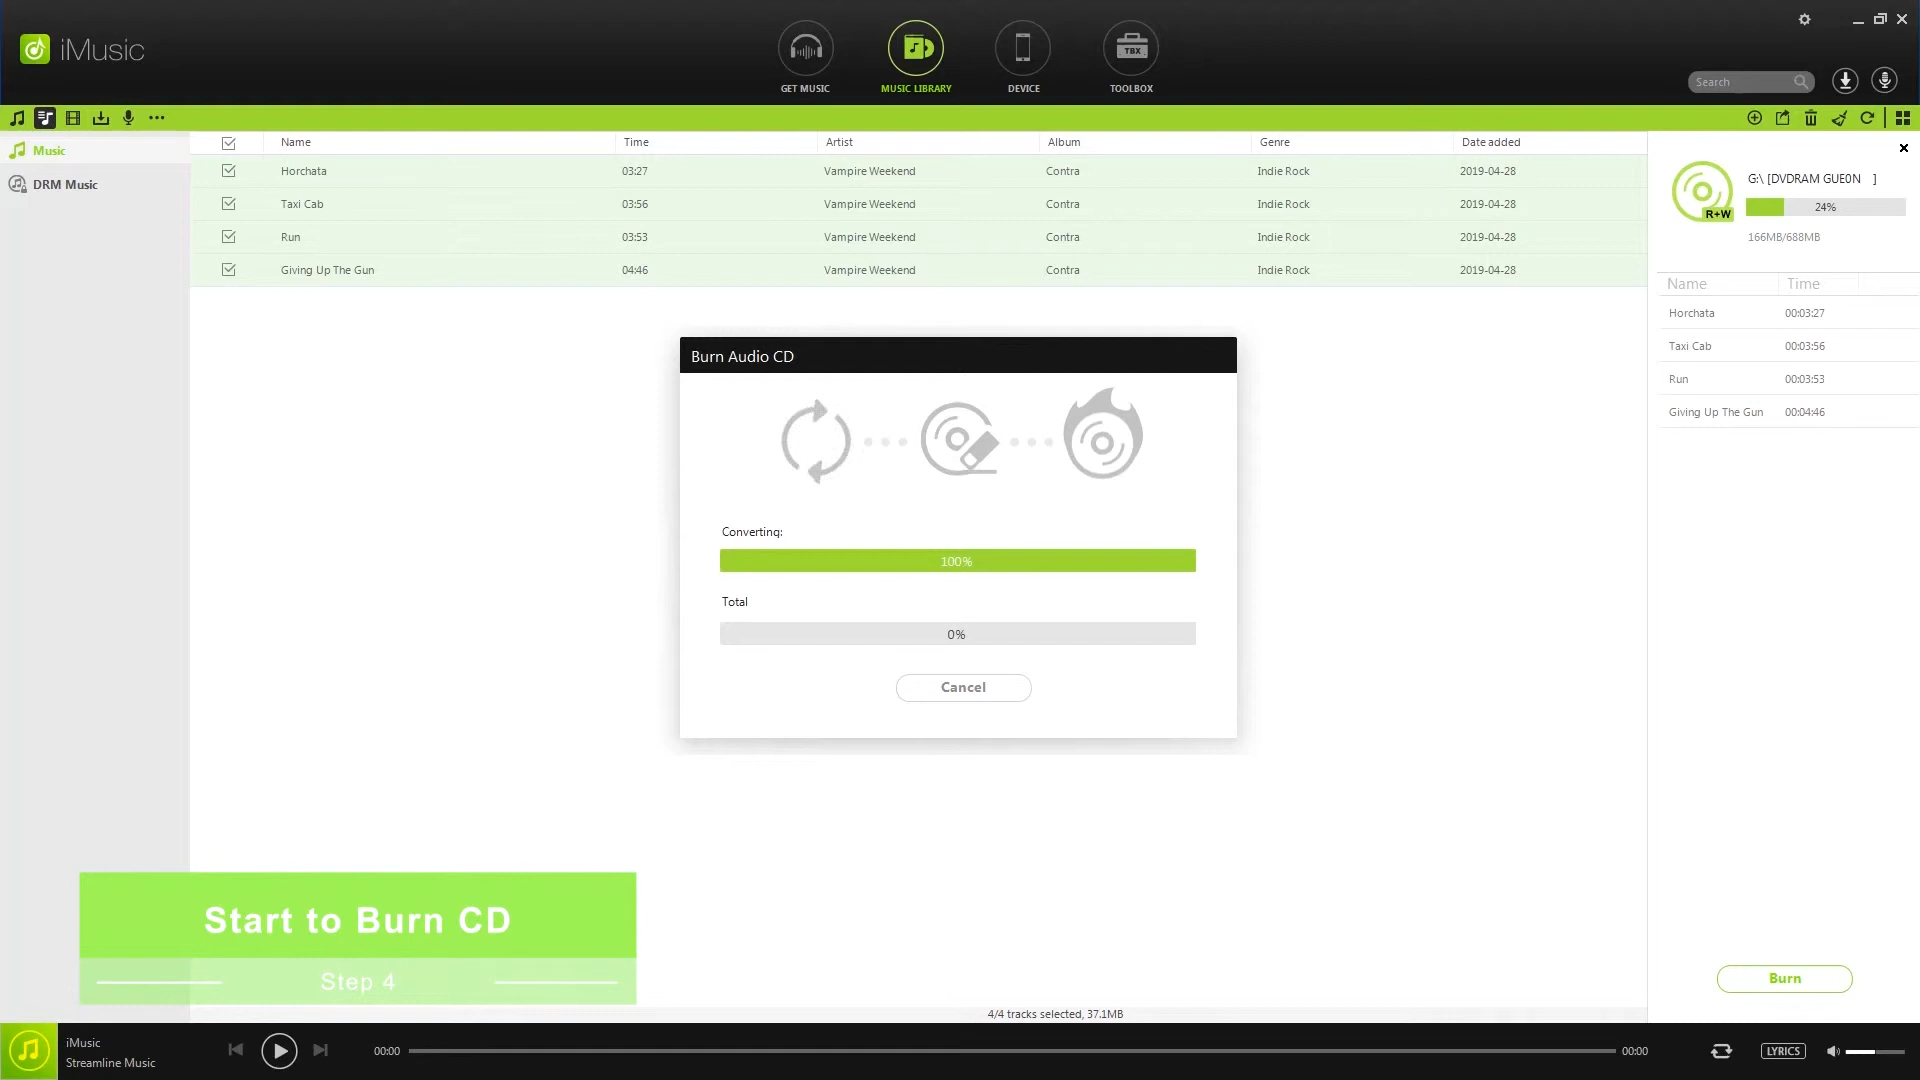 iMusic
GET MUSIC
MUSIC LIBRARY
DEVICE
TBX
TOOLBOX
Search
Music
DRM Music
Name Time Artist Album Genre Date added
Horchata 03:27 Vampire Weekend Contra Indie Rock 2019-04-28
Taxi Cab 03:56 Vampire Weekend Contra Indie Rock 2019-04-28
Run 03:53 Vampire Weekend Contra Indie Rock 2019-04-28
Giving Up The Gun 04:46 Vampire Weekend Contra Indie Rock 2019-04-28
Burn Audio CD
Converting:
100%
Total
0%
Cancel
R+W
G:\ [DVDRAM GUE0N ]
24%
166MB/688MB
Name Time
Horchata 00:03:27
Taxi Cab 00:03:56
Run 00:03:53
Giving Up The Gun 00:04:46
Burn
Start to Burn CD
Step 4
4/4 tracks selected, 37.1MB
iMusic
Streamline Music
00:00
00:00
LYRICS